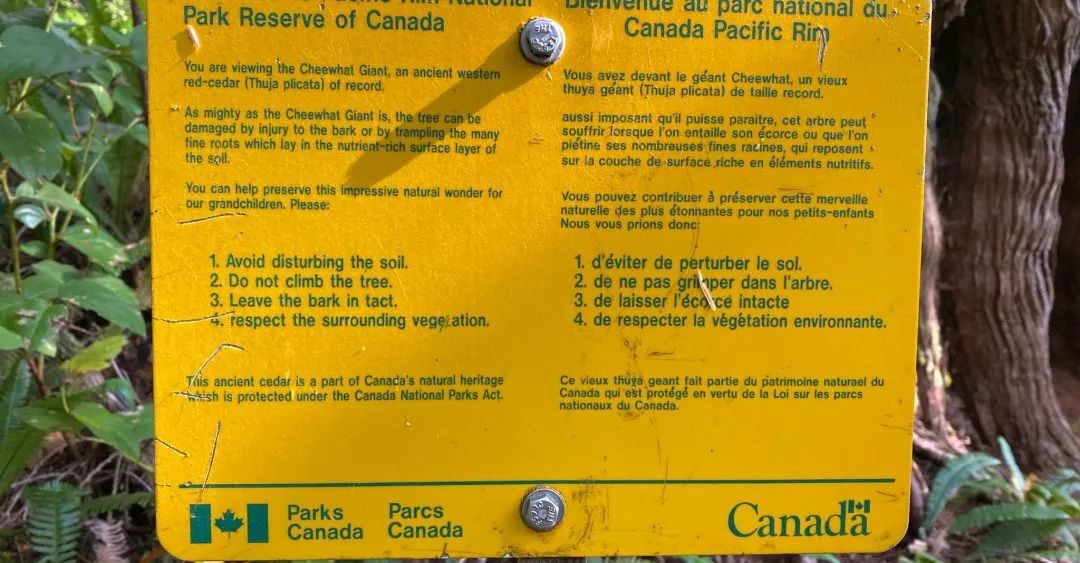 Rim National
Park Reserve of Canada
You are viewing the Cheewhat Giant, an ancient western
red-cedar (Thuja plicata) of record.
As mighty as the Cheewhat Giant is, the tree can be
damaged by injury to the bark or by trampling the many
fine roots which lay in the nutrient-rich surface layer of
the soil.
You can help preserve this impressive natural wonder for
our grandchildren. Please:
1. Avoid disturbing the soil.
2. Do not climb the tree.
3. Leave the bark in tact.
4. respect the surrounding vegetation.
This ancient cedar is a part of Canada's natural heritage
which is protected under the Canada National Parks Act.
Bienvenue au parc national du
Canada Pacific Rim
Vous avez devant le géant Cheewhat, un vieux
thuya géant (Thuja plicata) de taille record.
aussi imposant qu'il puisse paraitre, cet arbre peut
souffrir lorsque l'on entaille son écorce ou que l'on
piétine ses nombreuses fines racines, qui reposent
sur la couche de surface riche en éléments nutritifs.
Vous pouvez contribuer à préserver cette merveille
naturelle des plus étonnantes pour nos petits-enfants
Nous vous prions donc:
1. d'éviter de perturber le sol.
2. de ne pas grimper dans l'arbre.
3. de laisser l'écorce intacte
4. de respecter la végétation environnante.
Ce vieux thuya geant fait partie du patrimoine naturael du
Canada qui est protégé en vertu de la Loi sur les parcs
nationaux du Canada.
Parks
Canada
Parcs
Canada
Canada